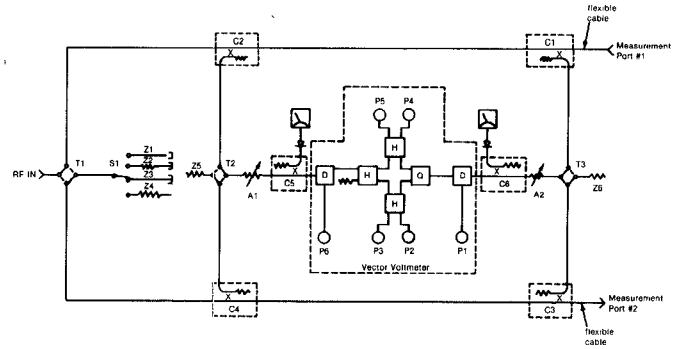 flexible
cable
C2
C1
Measurement
Port #1
P5
P4
Z1
Z2
Z3
Z4
S1
T1
RF IN
Z5
T2
A1
C5
H
D
H
Q
D
H
C6
A2
T3
Z6
P6
P3
P2
P1
Vector Voltmeter
C4
C3
Measurement
Port #2
flexible
cable